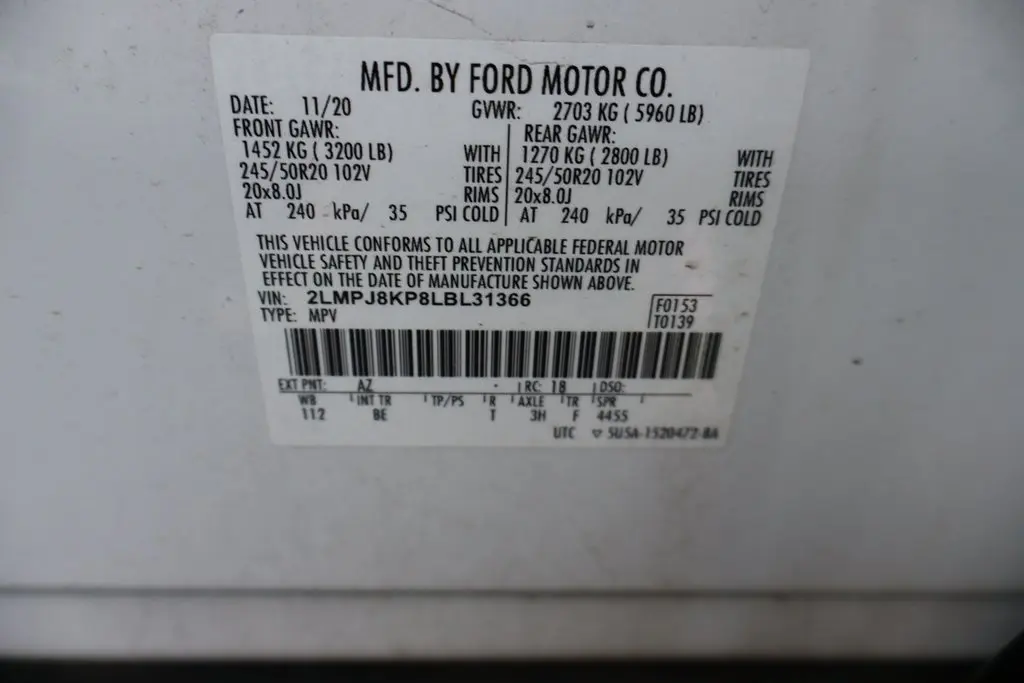 MFD. BY FORD MOTOR CO.
DATE: 11/20 GVWR: 2703 KG ( 5960 LB)
FRONT GAWR: REAR GAWR:
1452 KG ( 3200 LB) WITH 1270 KG ( 2800 LB) WITH
245/50R20 102V TIRES 245/50R20 102V TIRES
20x8.0J RIMS 20x8.0J RIMS
AT 240 kPa/ 35 PSI COLD AT 240 kPa/ 35 PSI COLD
THIS VEHICLE CONFORMS TO ALL APPLICABLE FEDERAL MOTOR
VEHICLE SAFETY AND THEFT PREVENTION STANDARDS IN
EFFECT ON THE DATE OF MANUFACTURE SHOWN ABOVE.
VIN: 2LMPJ8KP8LBL31366 F0153
TYPE: MPV T0139
EXT PNT: AZ RC: 18 DSO:
WB INT TR TP/PS R AXLE TR SPR
112 BE T 3H F 4455
UTC ▽ 5USA-1520472-BA